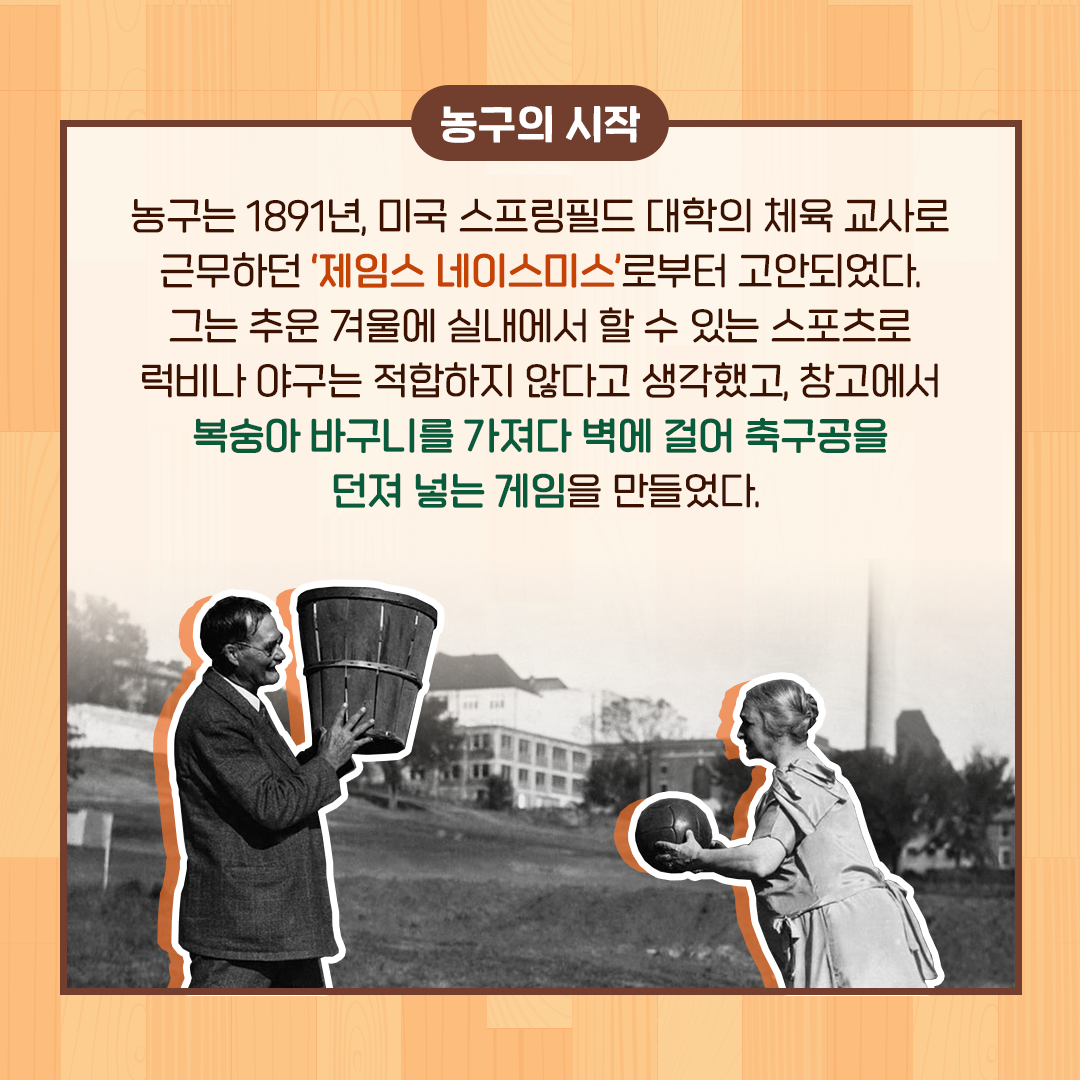 농구의 시작
농구는 1891년, 미국 스프링필드 대학의 체육 교사로
근무하던 ‘제임스 네이스미스’로부터 고안되었다.
그는 추운 겨울에 실내에서 할 수 있는 스포츠로
럭비나 야구는 적합하지 않다고 생각했고, 창고에서
복숭아 바구니를 가져다 벽에 걸어 축구공을
던져 넣는 게임을 만들었다.